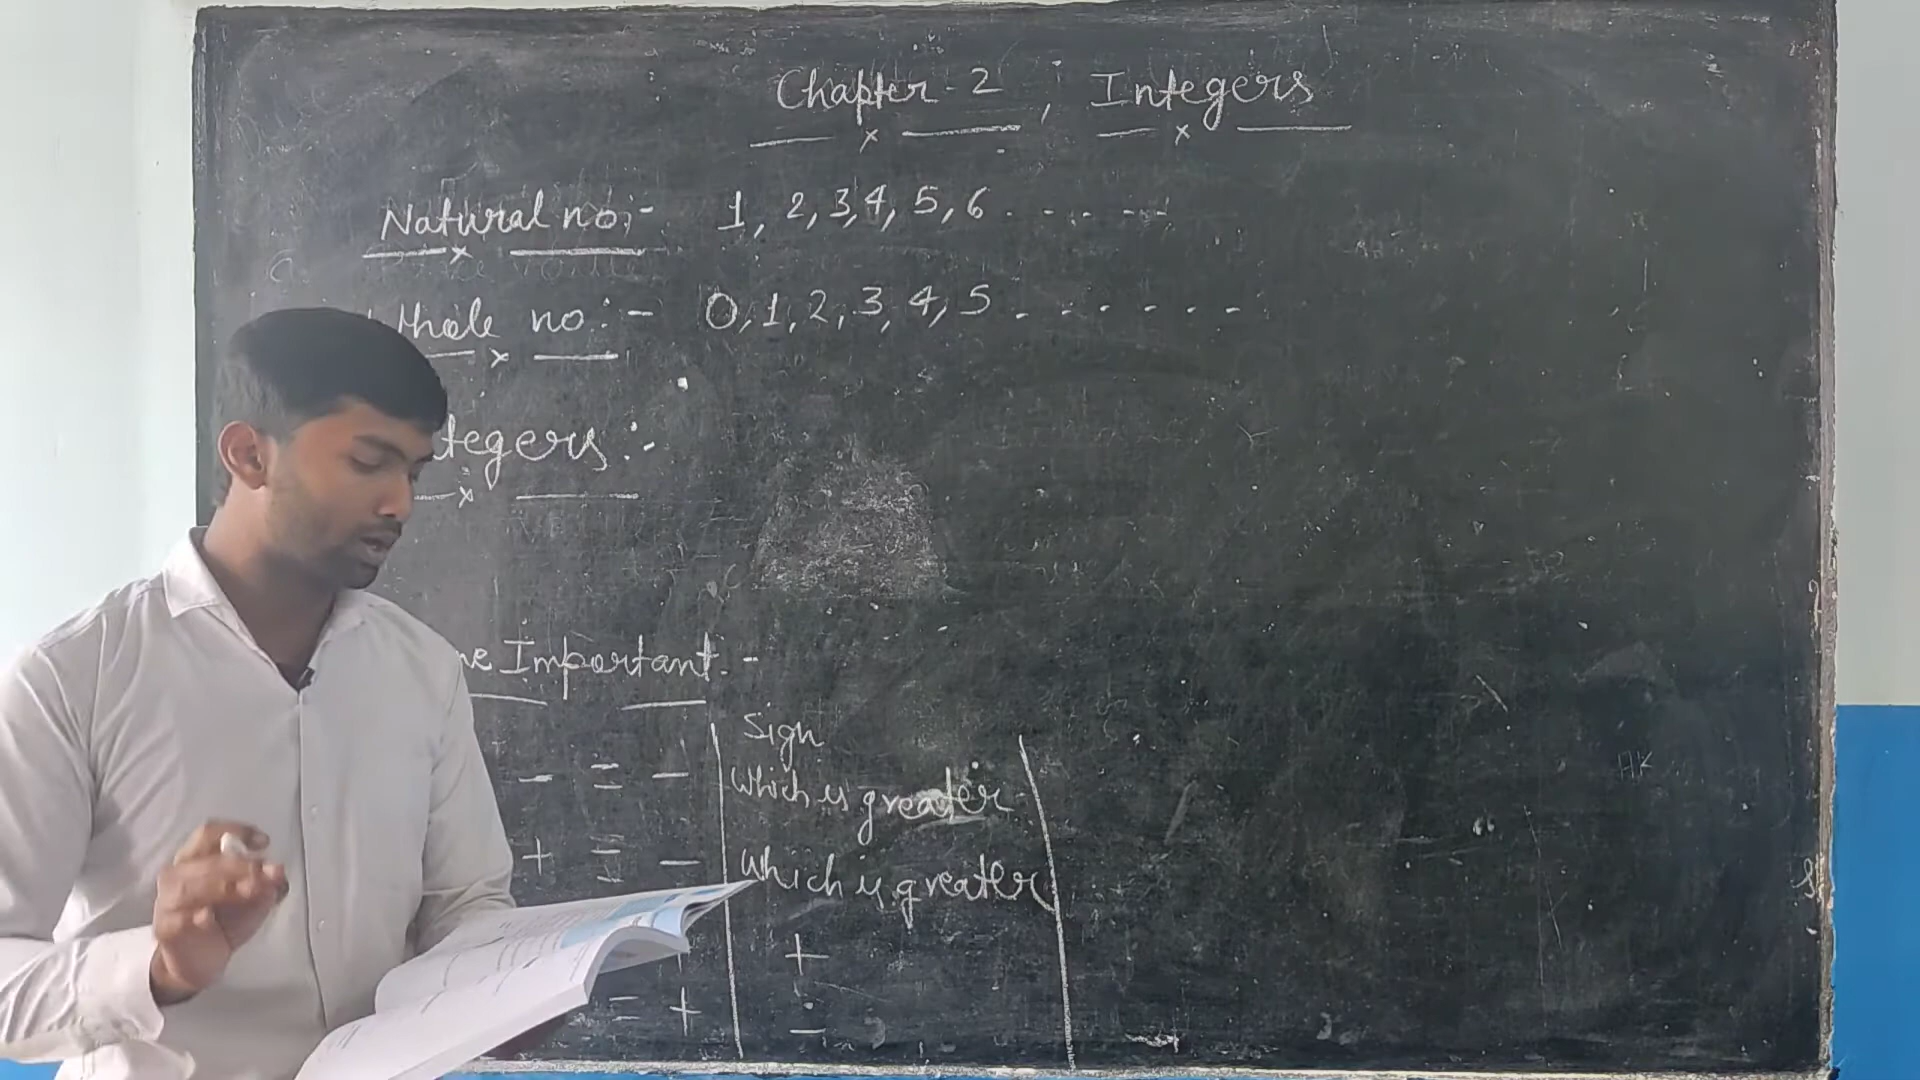 Chapter - 2 ; Integers
Natural no:- 1, 2, 3, 4, 5, 6 . . . . - - -
Whole no:- 0, 1, 2, 3, 4, 5 . . . . . .
tegers:-
me Important:-
Sign
- = - which is greater
+ = - which is greater
+
= + -